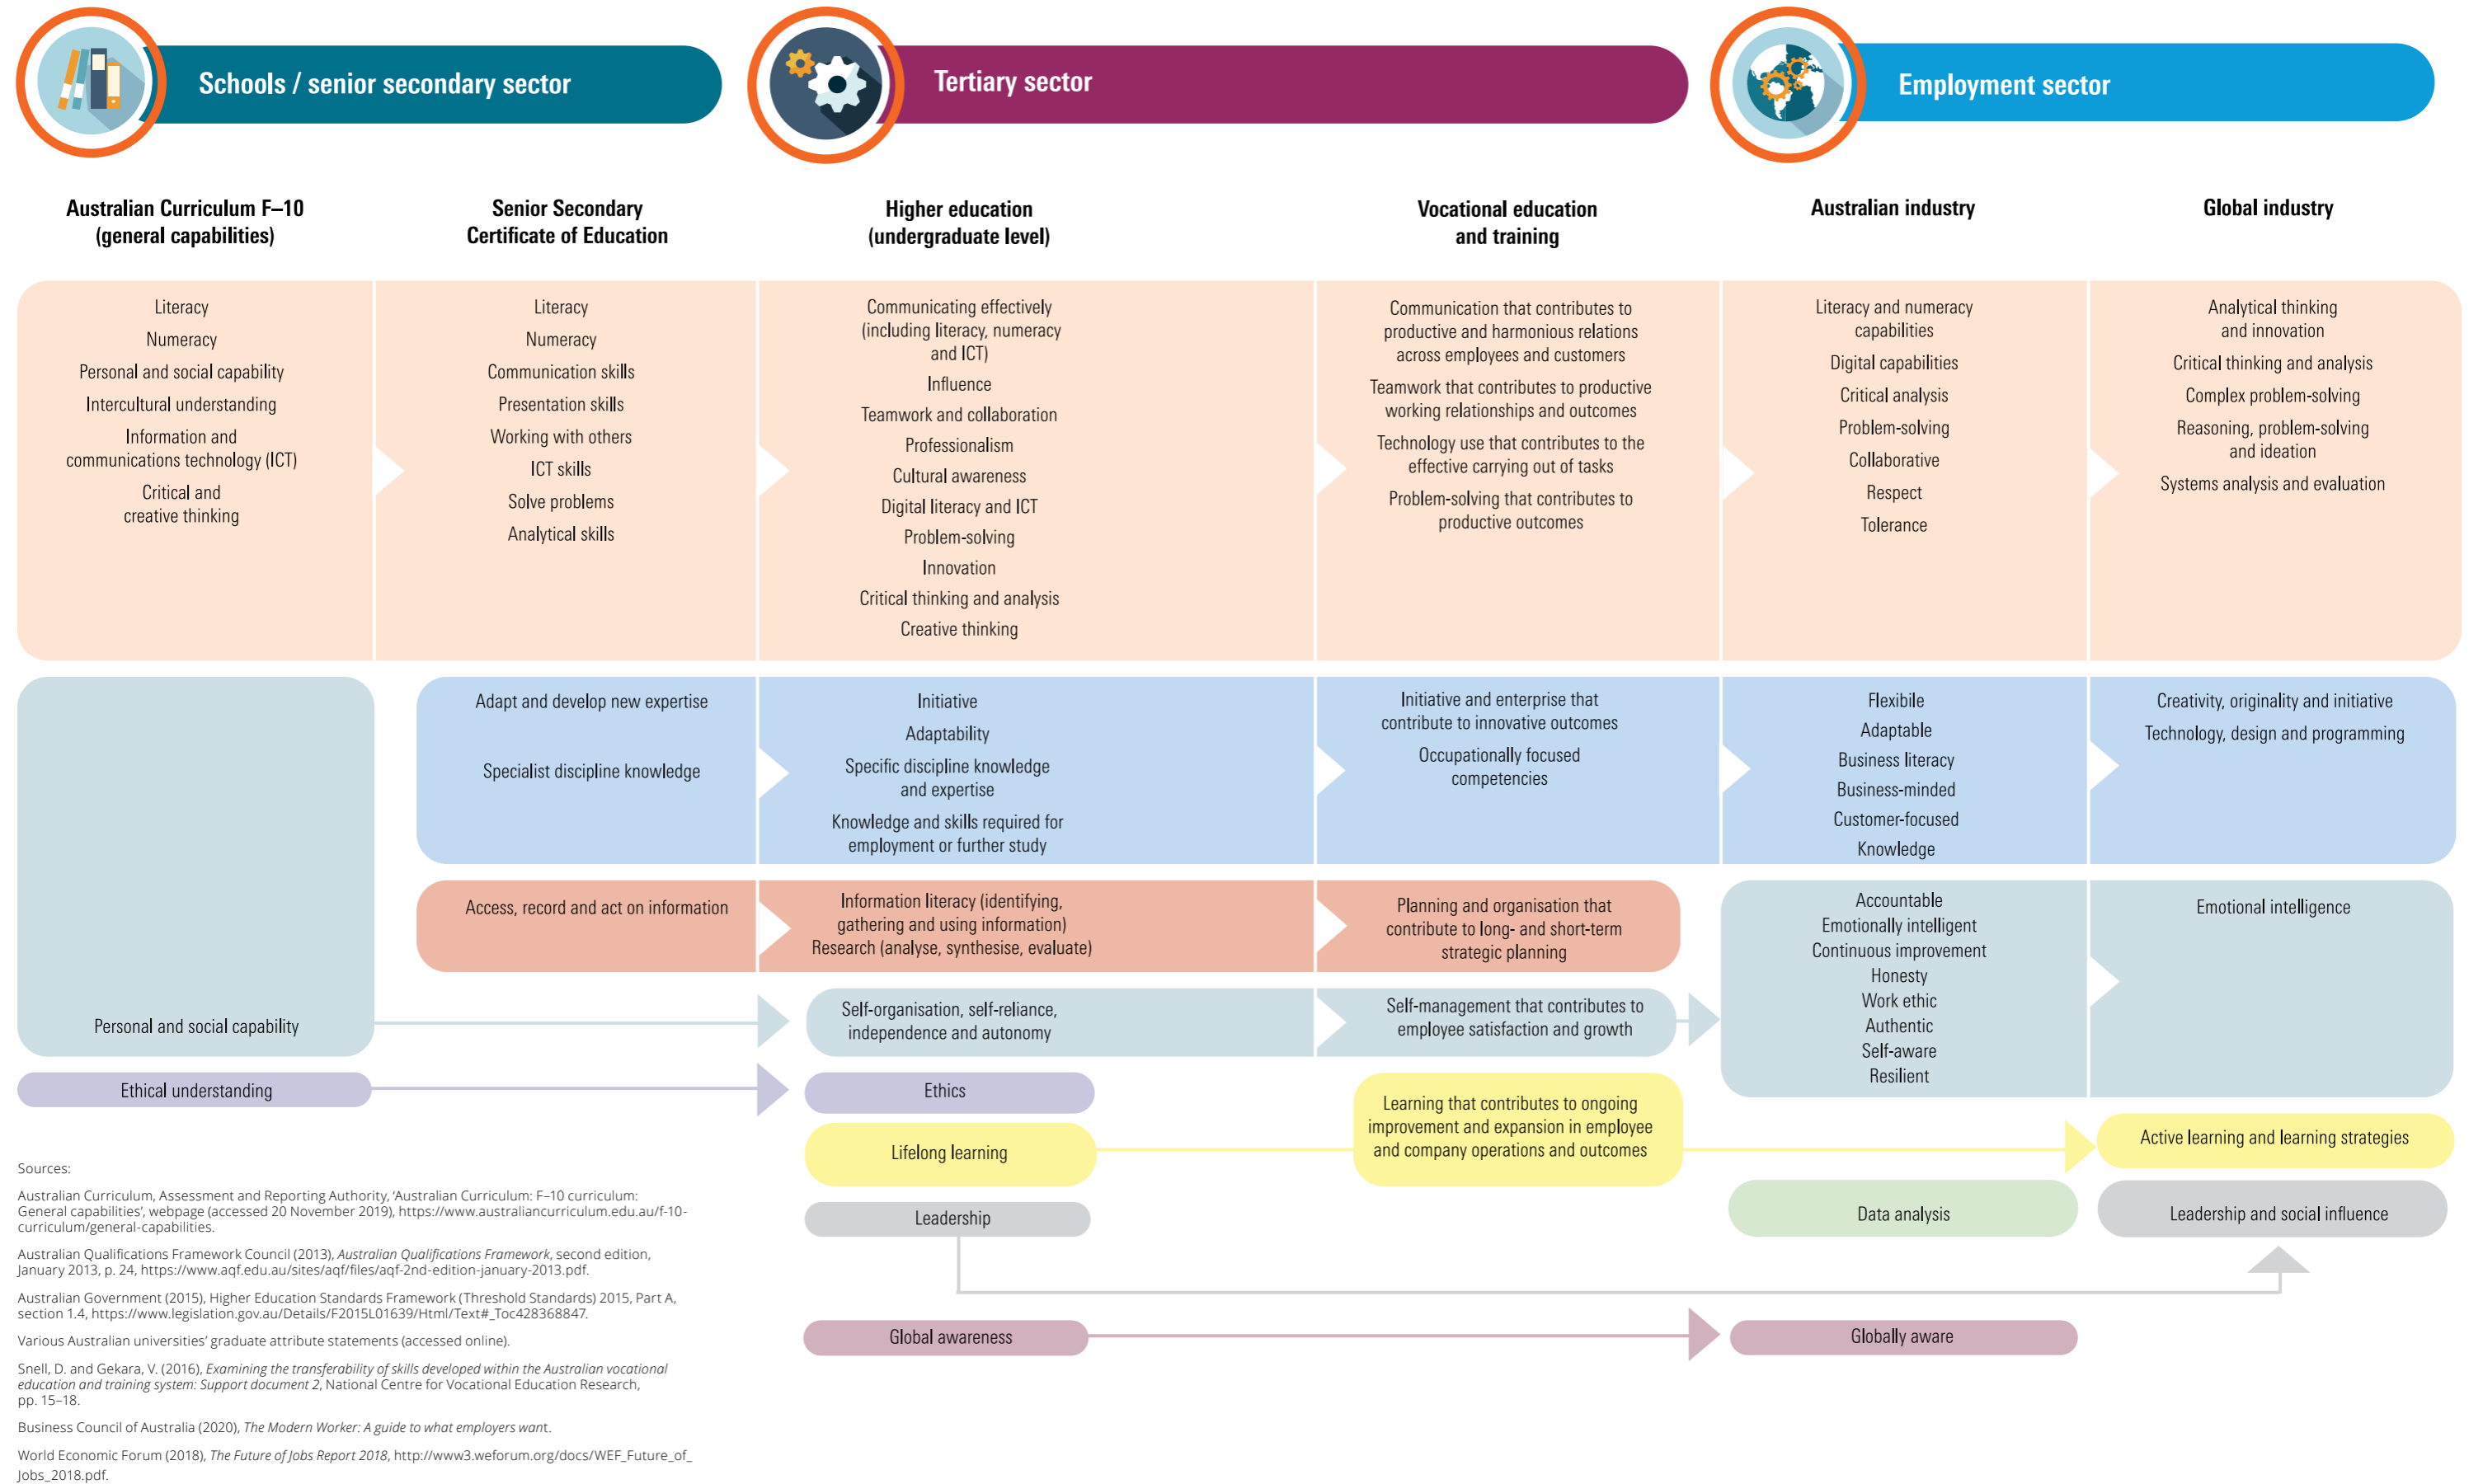 Schools / senior secondary sector
Tertiary sector
Employment sector
Australian Curriculum F–10
(general capabilities)
Senior Secondary
Certificate of Education
Higher education
(undergraduate level)
Vocational education
and training
Australian industry
Global industry
Literacy
Numeracy
Personal and social capability
Intercultural understanding
Information and
communications technology (ICT)
Critical and
creative thinking
Literacy
Numeracy
Communication skills
Presentation skills
Working with others
ICT skills
Solve problems
Analytical skills
Communicating effectively
(including literacy, numeracy
and ICT)
Influence
Teamwork and collaboration
Professionalism
Cultural awareness
Digital literacy and ICT
Problem-solving
Innovation
Critical thinking and analysis
Creative thinking
Communication that contributes to
productive and harmonious relations
across employees and customers
Teamwork that contributes to productive
working relationships and outcomes
Technology use that contributes to the
effective carrying out of tasks
Problem-solving that contributes to
productive outcomes
Literacy and numeracy
capabilities
Digital capabilities
Critical analysis
Problem-solving
Collaborative
Respect
Tolerance
Analytical thinking
and innovation
Critical thinking and analysis
Complex problem-solving
Reasoning, problem-solving
and ideation
Systems analysis and evaluation
Adapt and develop new expertise
Specialist discipline knowledge
Initiative
Adaptability
Specific discipline knowledge
and expertise
Knowledge and skills required for
employment or further study
Initiative and enterprise that
contribute to innovative outcomes
Occupationally focused
competencies
Flexibile
Adaptable
Business literacy
Business-minded
Customer-focused
Knowledge
Creativity, originality and initiative
Technology, design and programming
Access, record and act on information
Information literacy (identifying,
gathering and using information)
Research (analyse, synthesise, evaluate)
Planning and organisation that
contribute to long- and short-term
strategic planning
Accountable
Emotionally intelligent
Continuous improvement
Honesty
Work ethic
Authentic
Self-aware
Resilient
Emotional intelligence
Personal and social capability
Self-organisation, self-reliance,
independence and autonomy
Self-management that contributes to
employee satisfaction and growth
Ethical understanding
Ethics
Lifelong learning
Learning that contributes to ongoing
improvement and expansion in employee
and company operations and outcomes
Active learning and learning strategies
Leadership
Data analysis
Leadership and social influence
Global awareness
Globally aware
Sources:
Australian Curriculum, Assessment and Reporting Authority, ‘Australian Curriculum: F–10 curriculum:
General capabilities’, webpage (accessed 20 November 2019), https://www.australiancurriculum.edu.au/f-10-
curriculum/general-capabilities.
Australian Qualifications Framework Council (2013), Australian Qualifications Framework, second edition,
January 2013, p. 24, https://www.aqf.edu.au/sites/aqf/files/aqf-2nd-edition-january-2013.pdf.
Australian Government (2015), Higher Education Standards Framework (Threshold Standards) 2015, Part A,
section 1.4, https://www.legislation.gov.au/Details/F2015L01639/Html/Text#_Toc428368847.
Various Australian universities’ graduate attribute statements (accessed online).
Snell, D. and Gekara, V. (2016), Examining the transferability of skills developed within the Australian vocational
education and training system: Support document 2, National Centre for Vocational Education Research,
pp. 15–18.
Business Council of Australia (2020), The Modern Worker: A guide to what employers want.
World Economic Forum (2018), The Future of Jobs Report 2018, http://www3.weforum.org/docs/WEF_Future_of_
Jobs_2018.pdf.